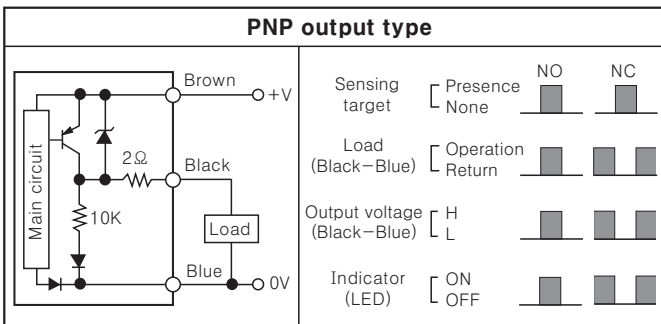 PNP output type
Main circuit
Brown
+V
2Ω
Black
10K
Load
Blue
0V
NO NC
Sensing target
Presence
None
Load (Black−Blue)
Operation
Return
Output voltage (Black−Blue)
H
L
Indicator (LED)
ON
OFF